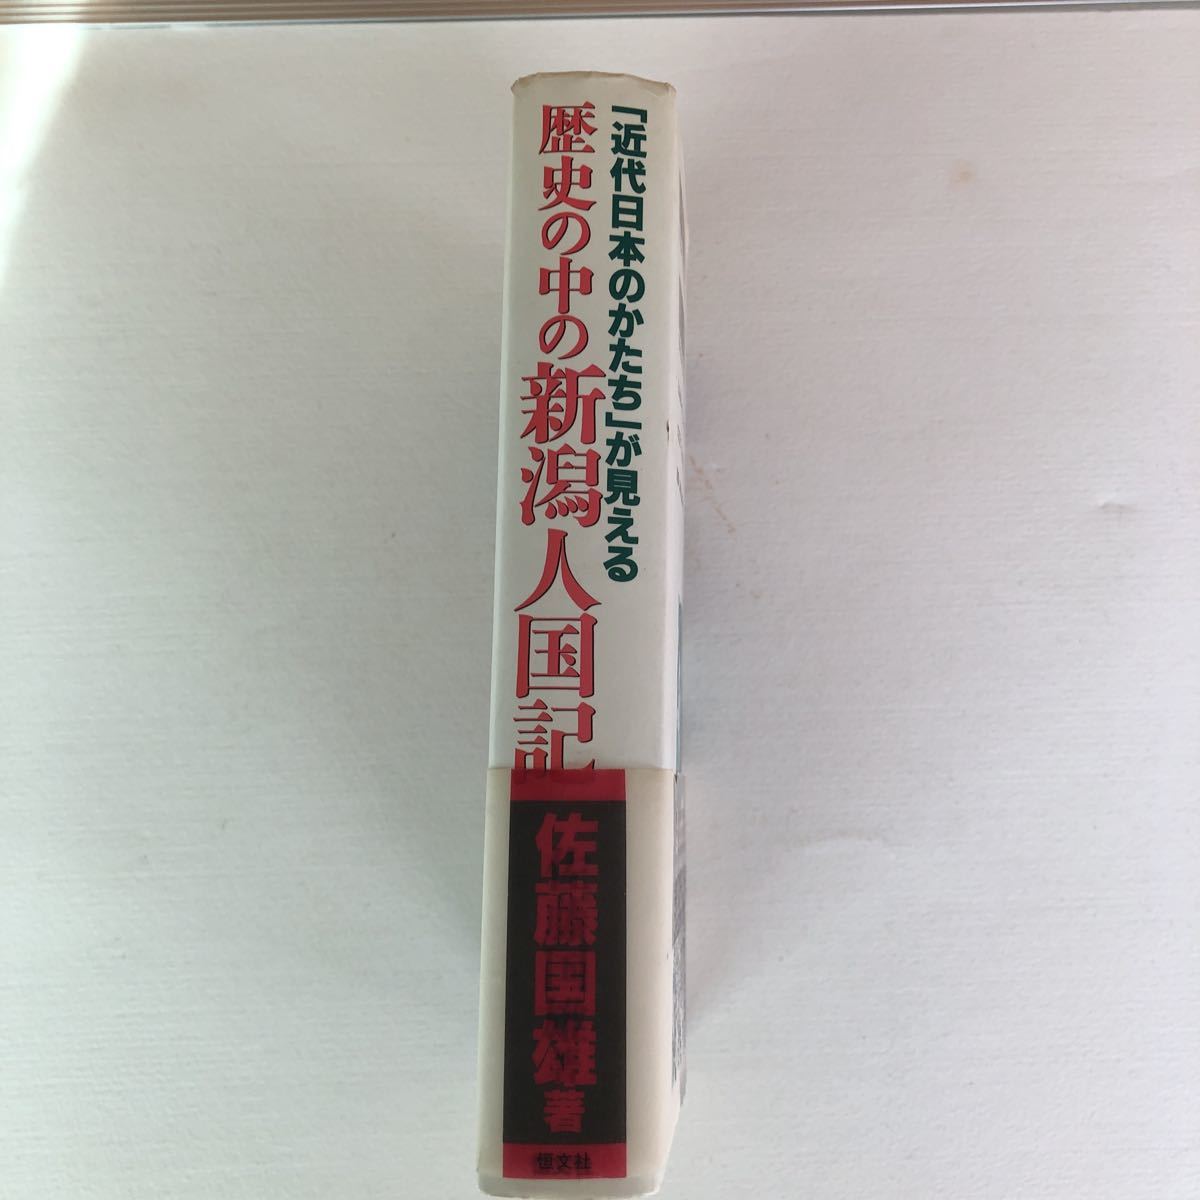 「近代日本のかたち」が見える
歴史の中の新潟人国記
佐藤国雄著
恒文社